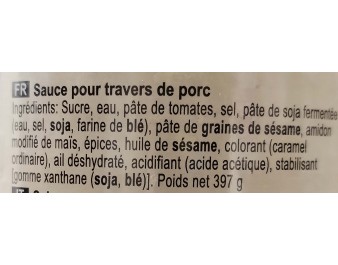 FR Sauce pour travers de porc
Ingrédients: Sucre, eau, pâte de tomates, sel, pâte de soja fermentée
(eau, sel, soja, farine de blé), pâte de graines de sésame, amidon
modifié de maïs, épices, huile de sésame, colorant (caramel
ordinaire), ail déshydraté, acidifiant (acide acétique), stabilisant
[gomme xanthane (soja, blé)]. Poids net 397 g